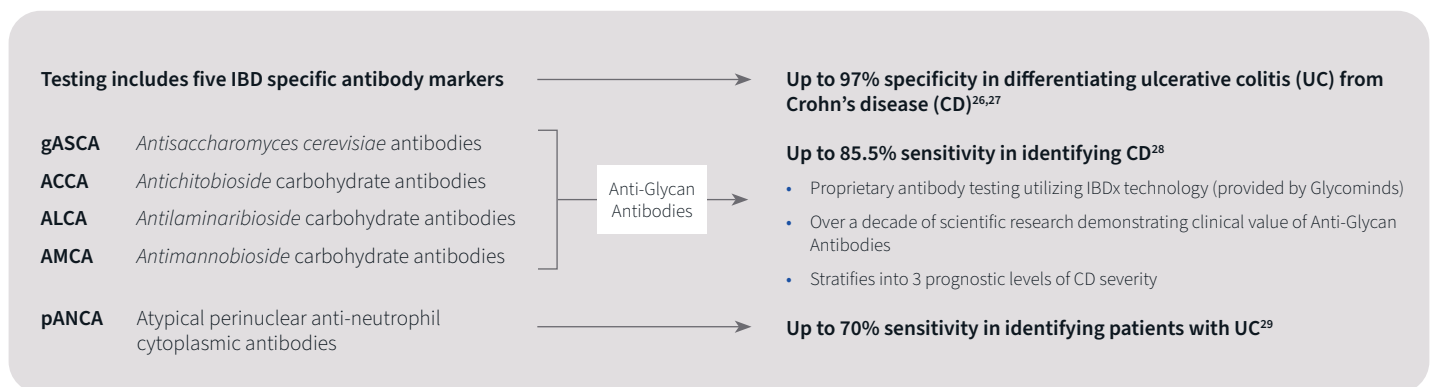 Testing includes five IBD specific antibody markers
Up to 97% specificity in differentiating ulcerative colitis (UC) from
Crohn's disease (CD)26,27
gASCA Antisaccharomyces cerevisiae antibodies
ACCA Antichitobioside carbohydrate antibodies
ALCA Antilaminaribioside carbohydrate antibodies
AMCA Antimannobioside carbohydrate antibodies
Anti-Glycan
Antibodies
Up to 85.5% sensitivity in identifying CD28
• Proprietary antibody testing utilizing IBDx technology (provided by Glycominds)
• Over a decade of scientific research demonstrating clinical value of Anti-Glycan
Antibodies
• Stratifies into 3 prognostic levels of CD severity
pANCA Atypical perinuclear anti-neutrophil
cytoplasmic antibodies
Up to 70% sensitivity in identifying patients with UC29